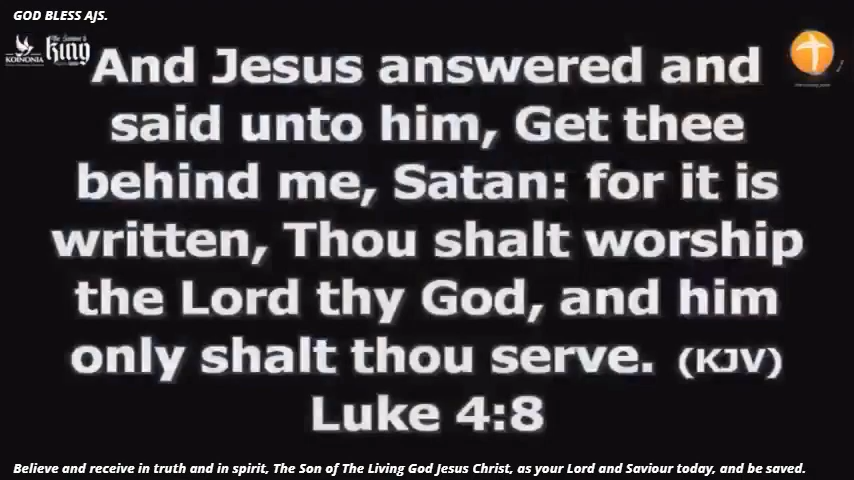 GOD BLESS AJS.
KOINONIA
king
And Jesus answered and
said unto him, Get thee
behind me, Satan: for it is
written, Thou shalt worship
the Lord thy God, and him
only shalt thou serve. (KJV)
Luke 4:8
Believe and receive in truth and in spirit, The Son of The Living God Jesus Christ, as your Lord and Saviour today, and be saved.